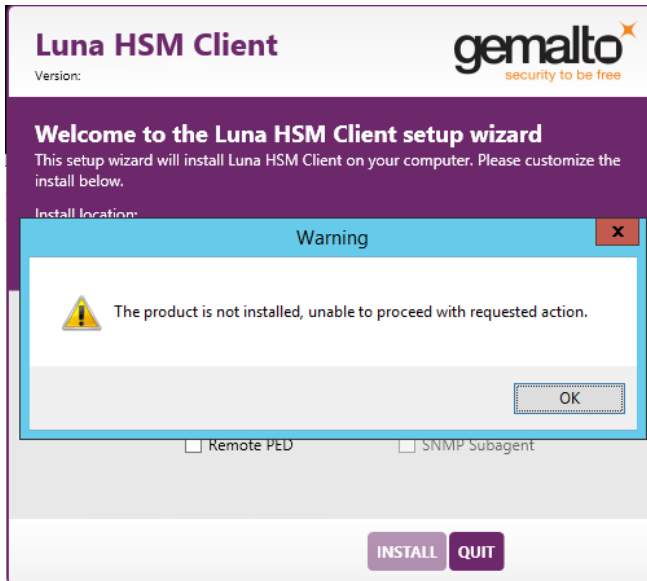 Luna HSM Client
gemalto
security to be free
Version:
Welcome to the Luna HSM Client setup wizard
This setup wizard will install Luna HSM Client on your computer. Please customize the
install below.
Install location:
Warning
x
The product is not installed, unable to proceed with requested action.
OK
Remote PED
SNMP Subagent
INSTALL
QUIT